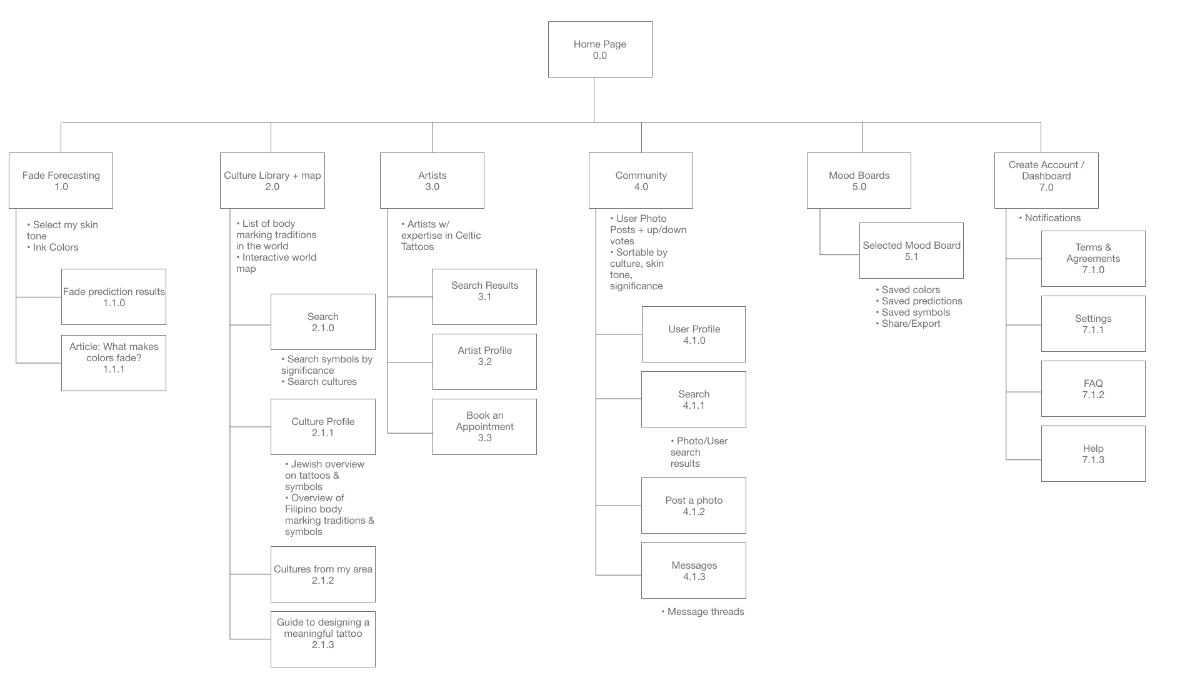 Home Page
0.0
Fade Forecasting
1.0
• Select my skin
tone
• Ink Colors
Fade prediction results
1.1.0
Article: What makes
colors fade?
1.1.1
Culture Library + map
2.0
• List of body
marking traditions
in the world
• Interactive world
map
Search
2.1.0
• Search symbols by
significance
• Search cultures
Culture Profile
2.1.1
• Jewish overview
on tattoos &
symbols
• Overview of
Filipino body
marking traditions &
symbols
Cultures from my area
2.1.2
Guide to designing a
meaningful tattoo
2.1.3
Artists
3.0
• Artists w/
expertise in Celtic
Tattoos
Search Results
3.1
Artist Profile
3.2
Book an
Appointment
3.3
Community
4.0
• User Photo
Posts + up/down
votes
• Sortable by
culture, skin
tone,
significance
User Profile
4.1.0
Search
4.1.1
• Photo/User
search
results
Post a photo
4.1.2
Messages
4.1.3
• Message threads
Mood Boards
5.0
Selected Mood Board
5.1
• Saved colors
• Saved predictions
• Saved symbols
• Share/Export
Create Account /
Dashboard
7.0
• Notifications
Terms &
Agreements
7.1.0
Settings
7.1.1
FAQ
7.1.2
Help
7.1.3